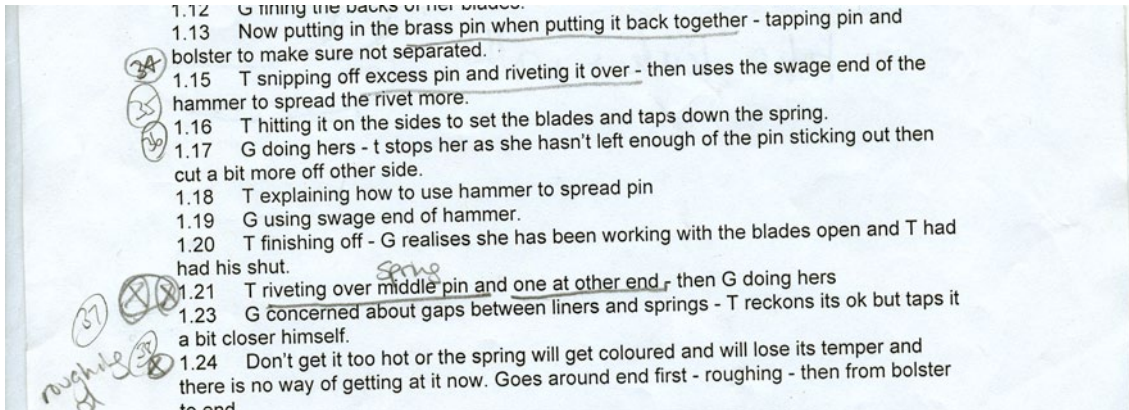 1.12 G fining the backs of her blades.
1.13 Now putting in the brass pin when putting it back together - tapping pin and
bolster to make sure not separated.
34
1.15 T snipping off excess pin and riveting it over - then uses the swage end of the
35
hammer to spread the rivet more.
1.16 T hitting it on the sides to set the blades and taps down the spring.
1.17 G doing hers - t stops her as she hasn't left enough of the pin sticking out then
cut a bit more off other side.
1.18 T explaining how to use hammer to spread pin
1.19 G using swage end of hammer.
1.20 T finishing off - G realises she has been working with the blades open and T had
had his shut.
Spring
1.21 T riveting over middle pin and one at other end - then G doing hers
37
1.23 G concerned about gaps between liners and springs - T reckons its ok but taps it
a bit closer himself.
roughing
1.24 Don't get it too hot or the spring will get coloured and will lose its temper and
there is no way of getting at it now. Goes around end first - roughing - then from bolster
to end